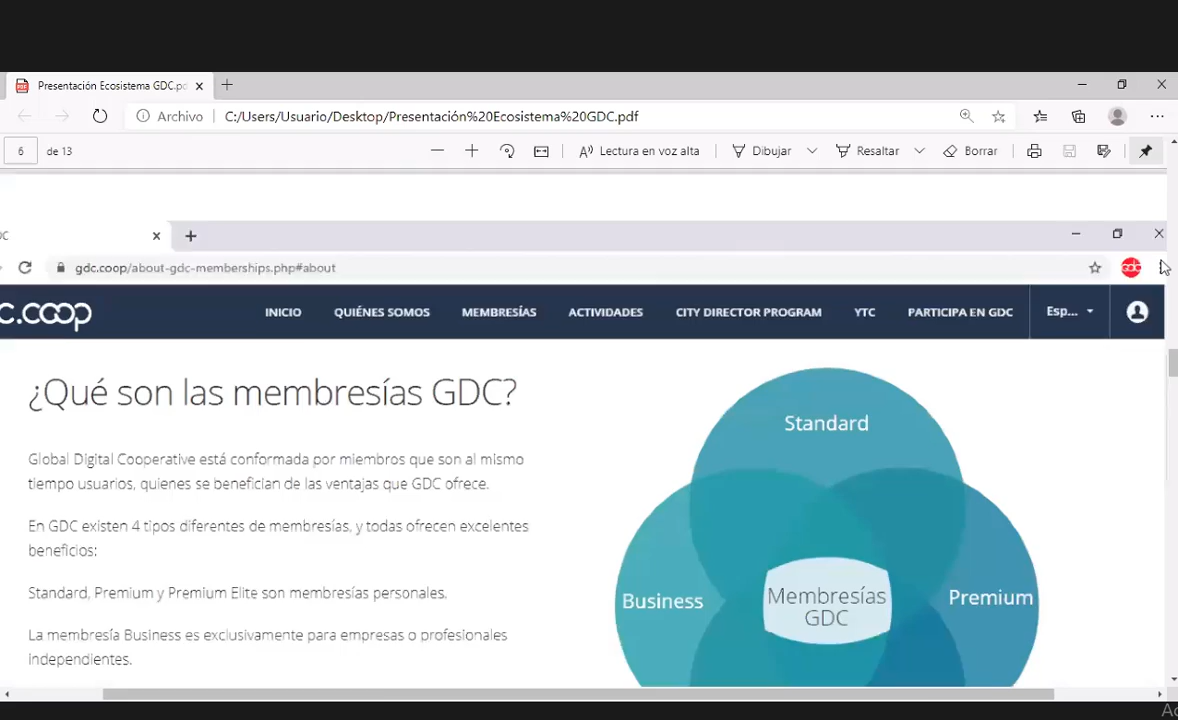 Presentación Ecosistema GDC.pd
Archivo C:/Users/Usuario/Desktop/Presentación%20Ecosistema%20GDC.pdf
6 de 13 Lectura en voz alta Dibujar Resaltar Borrar
gdc.coop/about-gdc-memberships.php#about
c.coop INICIO QUIÉNES SOMOS MEMBRESÍAS ACTIVIDADES CITY DIRECTOR PROGRAM YTC PARTICIPA EN GDC Esp...
¿Qué son las membresías GDC?
Global Digital Cooperative está conformada por miembros que son al mismo
tiempo usuarios, quienes se benefician de las ventajas que GDC ofrece.
En GDC existen 4 tipos diferentes de membresías, y todas ofrecen excelentes
beneficios:
Standard, Premium y Premium Elite son membresías personales.
La membresía Business es exclusivamente para empresas o profesionales
independientes.
Standard
Business
Membresías
GDC
Premium